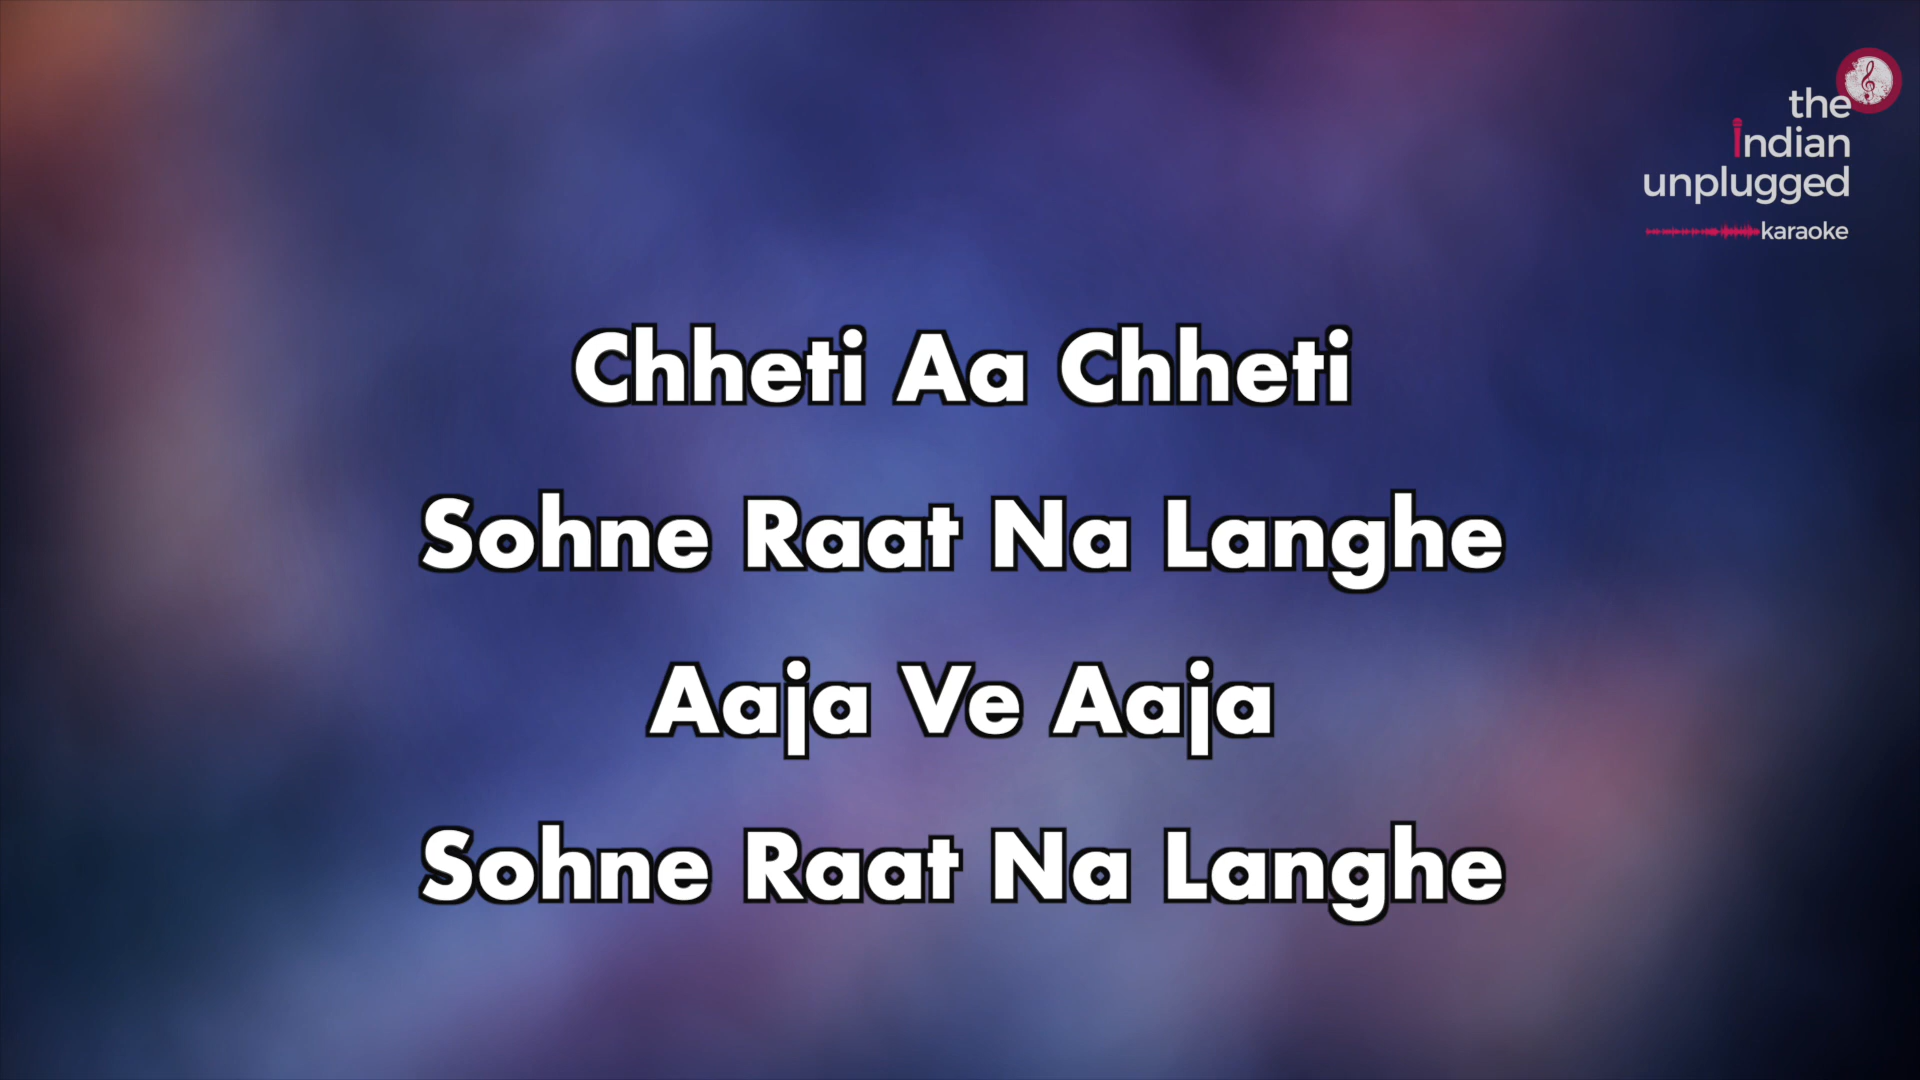 the
indian
unplugged
karaoke
Chheti Aa Chheti
Sohne Raat Na Langhe
Aaja Ve Aaja
Sohne Raat Na Langhe